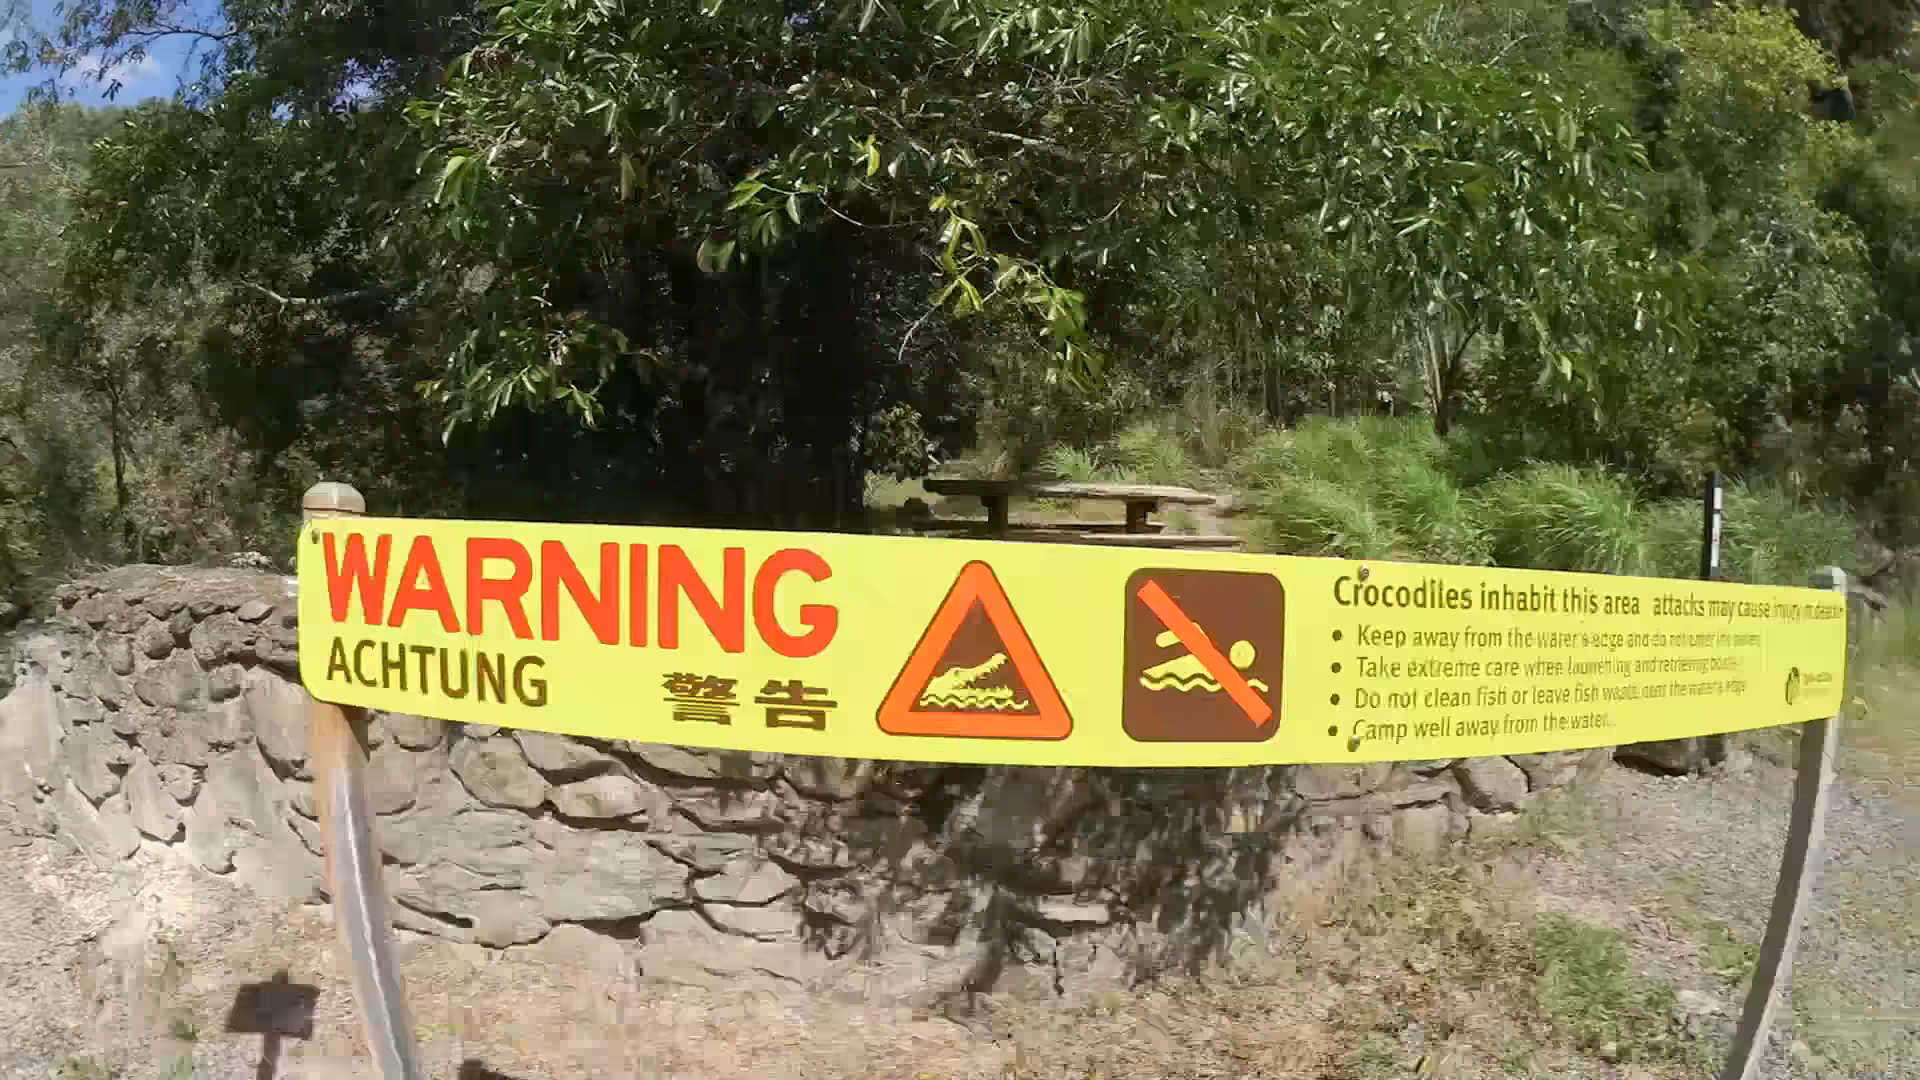 WARNING
ACHTUNG 警告
Crocodiles inhabit this area attacks may cause injury or death
• Keep away from the water's edge and do not enter the water
• Take extreme care when launching and retrieving boats
• Do not clean fish or leave fish waste near the water's edge
• Camp well away from the water.